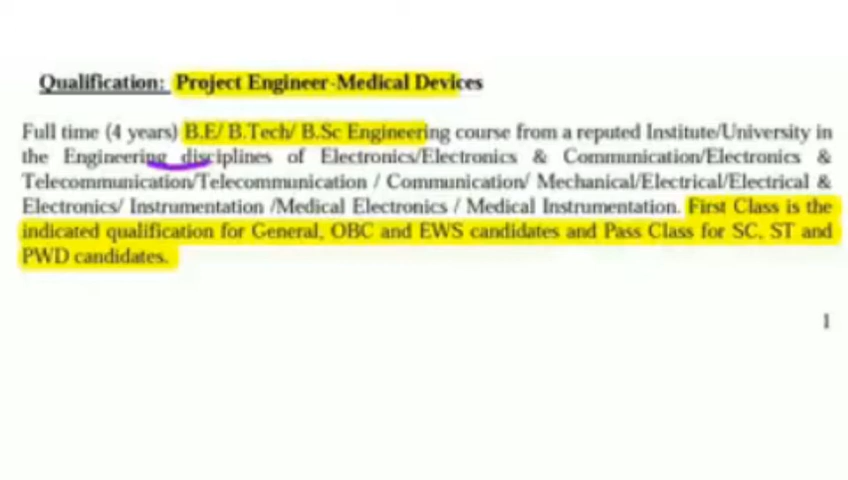 Qualification: Project Engineer-Medical Devices
Full time (4 years) B.E/ B.Tech/ B.Sc Engineering course from a reputed Institute/University in
the Engineering disciplines of Electronics/Electronics & Communication/Electronics &
Telecommunication/Telecommunication / Communication/ Mechanical/Electrical/Electrical &
Electronics/ Instrumentation /Medical Electronics / Medical Instrumentation. First Class is the
indicated qualification for General, OBC and EWS candidates and Pass Class for SC, ST and
PWD candidates.
1